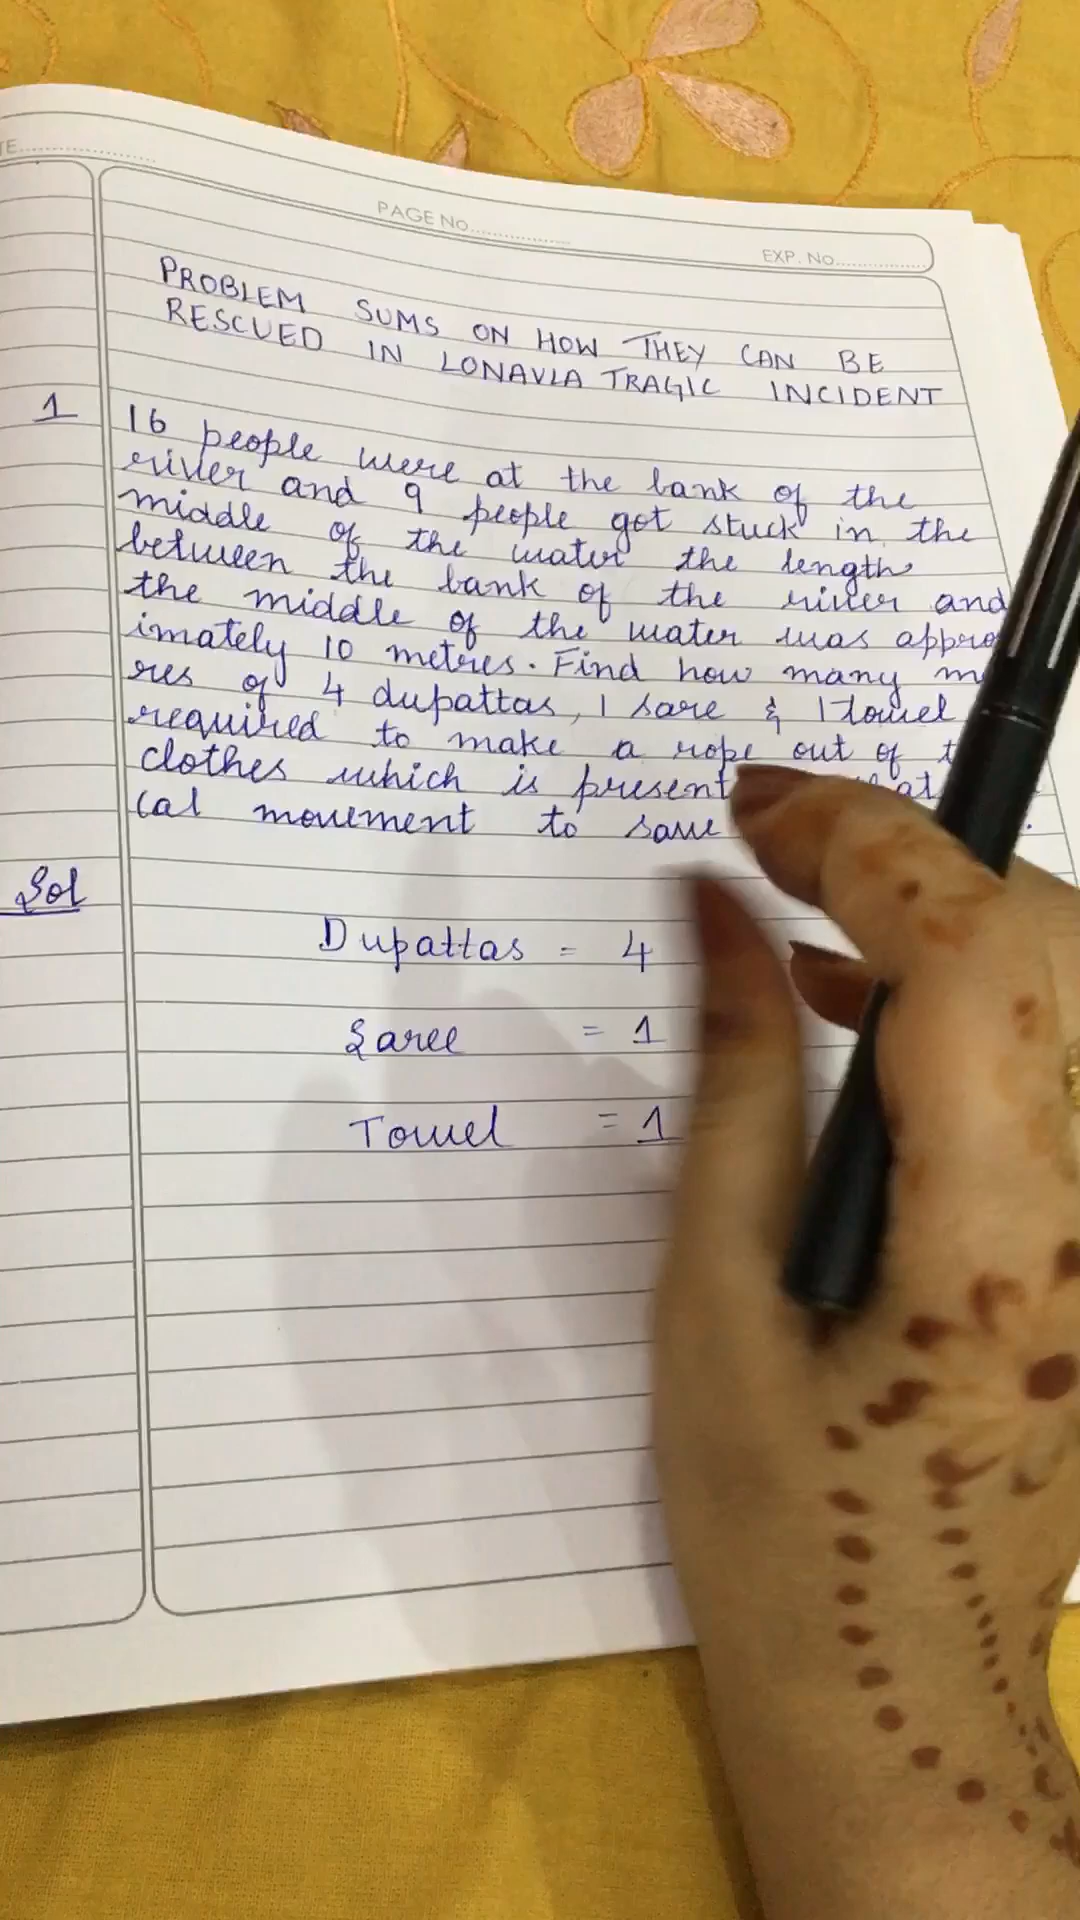 TE
PAGE NO.
EXP. NO.
PROBLEM SUMS ON HOW THEY CAN BE
RESCUED IN LONAVLA TRAGIC INCIDENT
1
16 people were at the bank of the
river and 9 people got stuck in the
middle of the water the length
between the bank of the river and
the middle of the water was appro
imately 10 metres. Find how many m
res of 4 dupattas, 1 sare & 1 towel
required to make a rope out of t
clothes which is present at
cal movement to save
Sol
Dupattas = 4
Saree = 1
Towel = 1